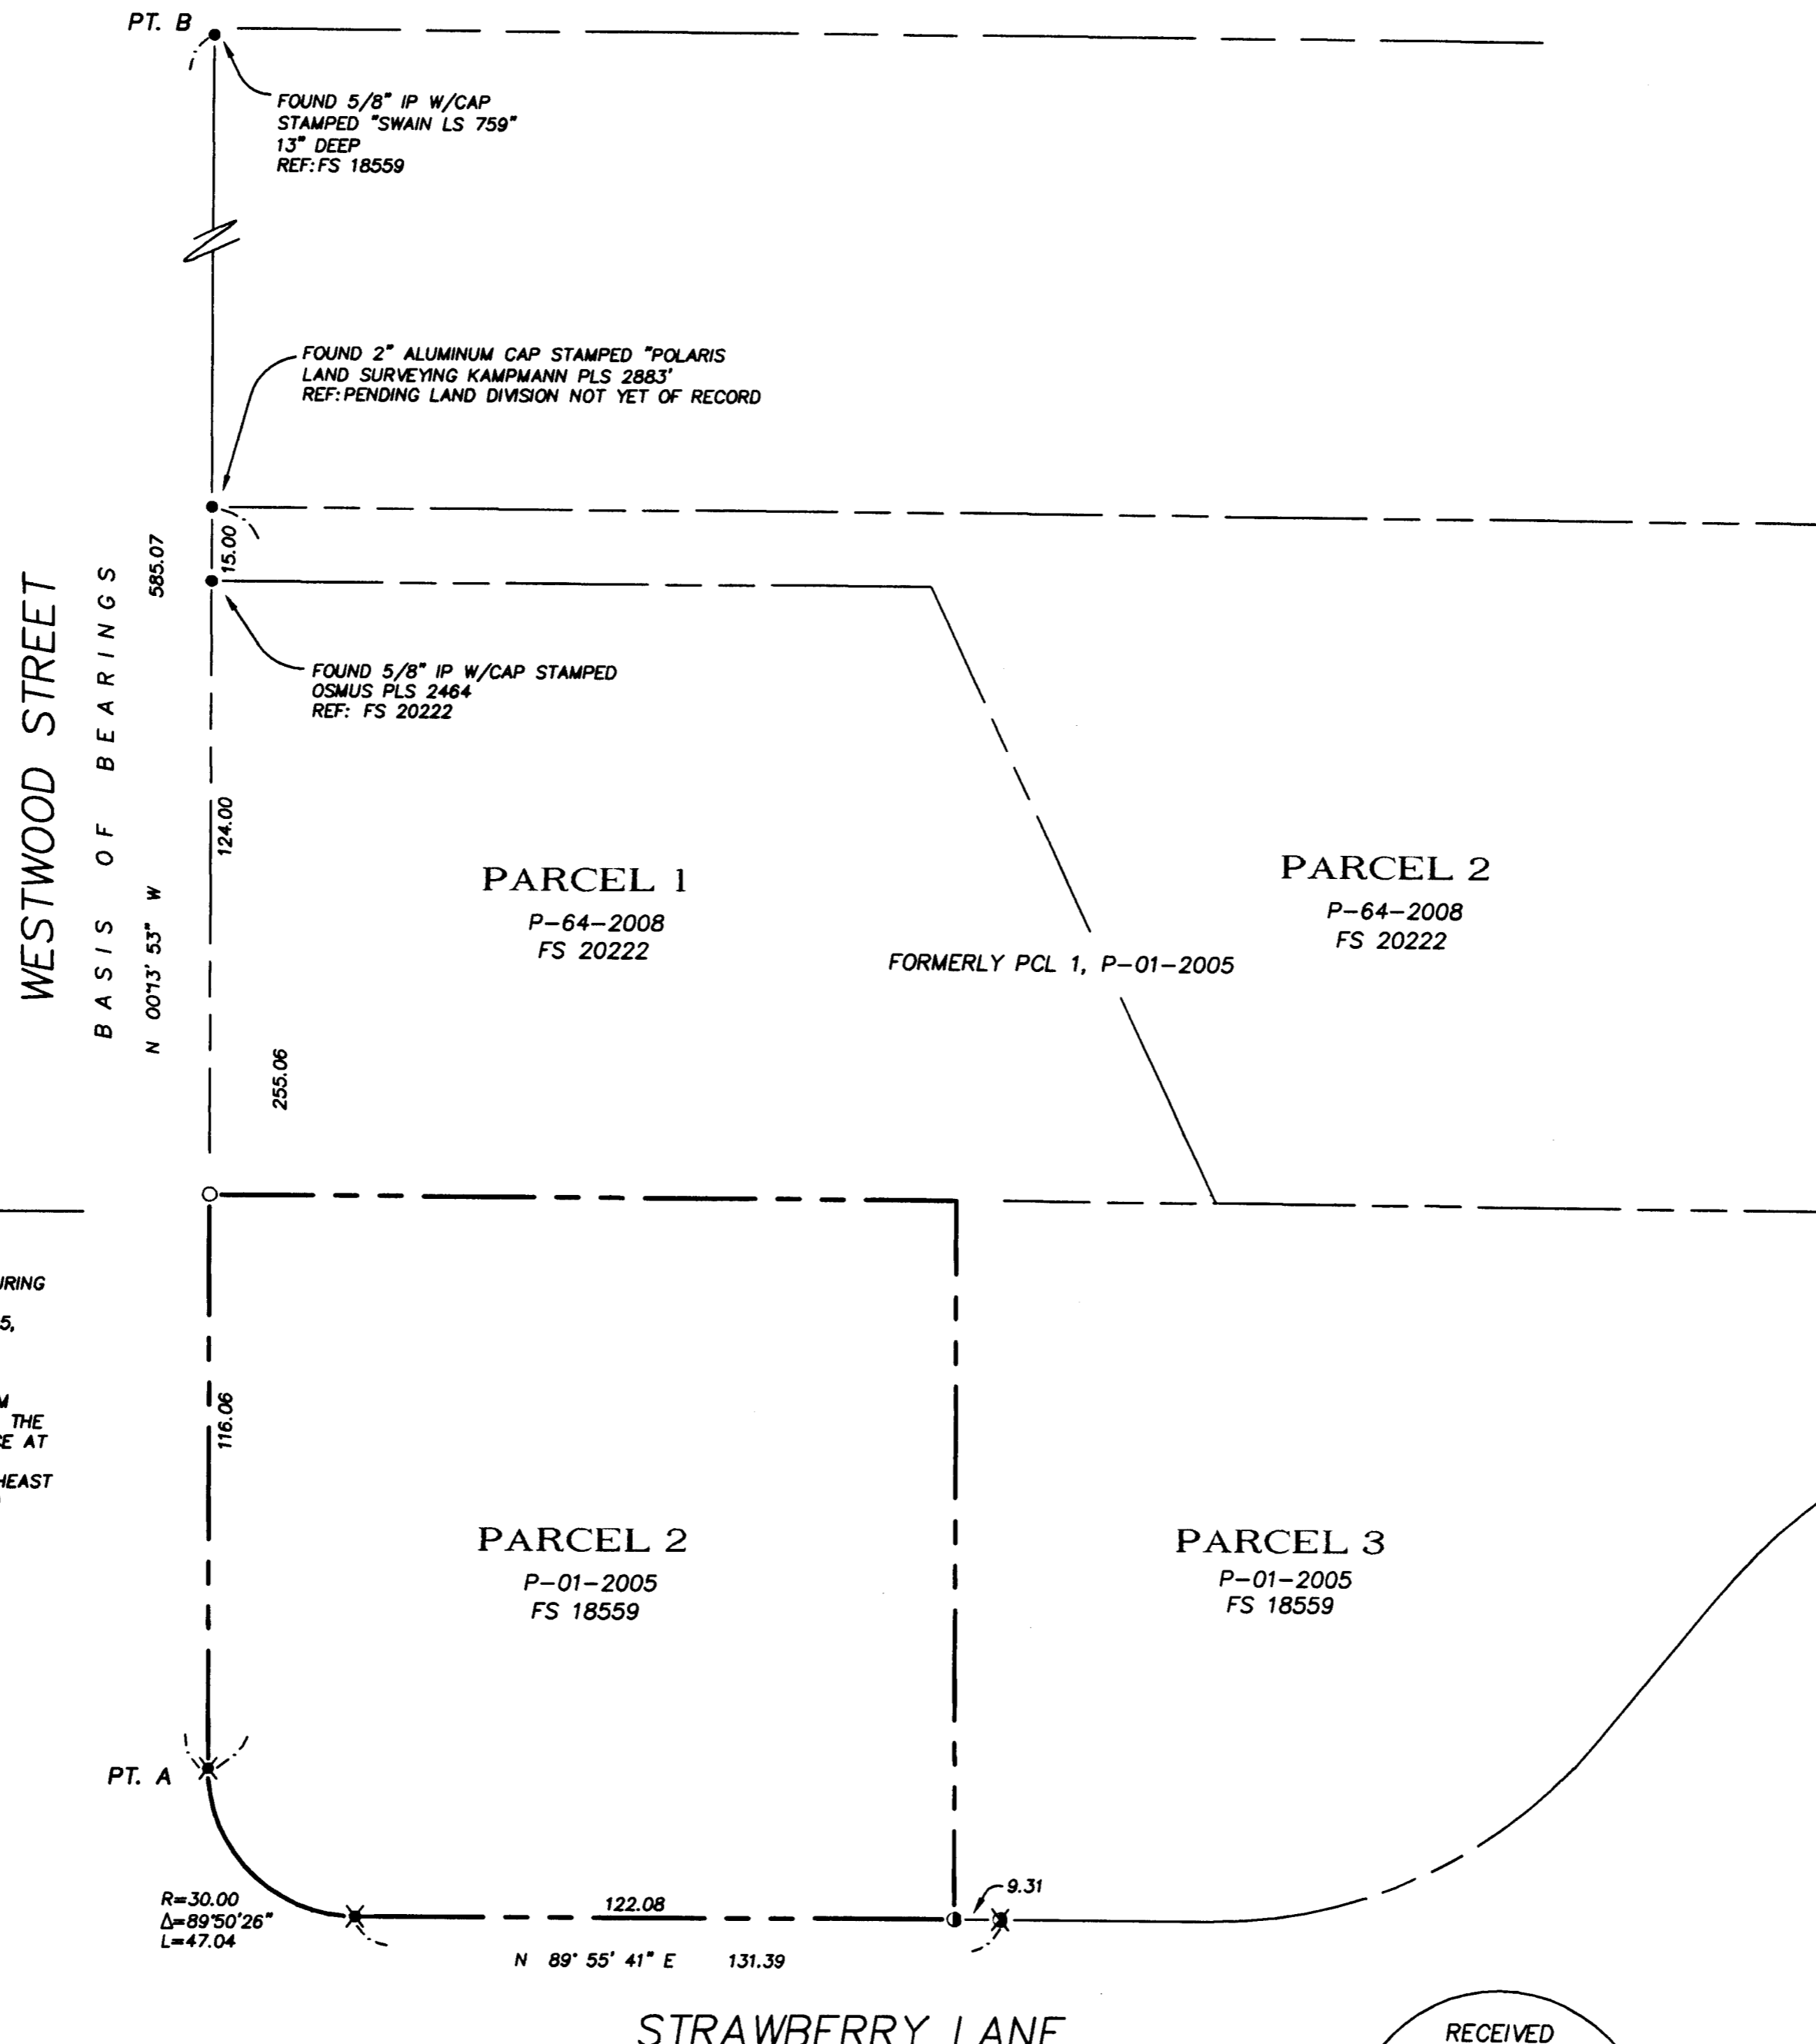 PT. B
FOUND 5/8" IP W/CAP
STAMPED "SWAIN LS 759"
13" DEEP
REF: FS 18559
FOUND 2" ALUMINUM CAP STAMPED "POLARIS
LAND SURVEYING KAMPMANN PLS 2883'
REF: PENDING LAND DIVISION NOT YET OF RECORD
WESTWOOD STREET
BASIS OF BEARINGS
N 00°13'53" W 585.07
15.00
FOUND 5/8" IP W/CAP STAMPED
OSMUS PLS 2464
REF: FS 20222
124.00
255.06
PARCEL 1
P-64-2008
FS 20222
PARCEL 2
P-64-2008
FS 20222
FORMERLY PCL 1, P-01-2005
URING
5,
M
THE
E AT
HEAST
116.06
PARCEL 2
P-01-2005
FS 18559
PARCEL 3
P-01-2005
FS 18559
PT. A
R=30.00
Δ=89°50'26"
L=47.04
122.08
9.31
N 89° 55' 41" E 131.39
STRAWBERRY LANE
RECEIVED